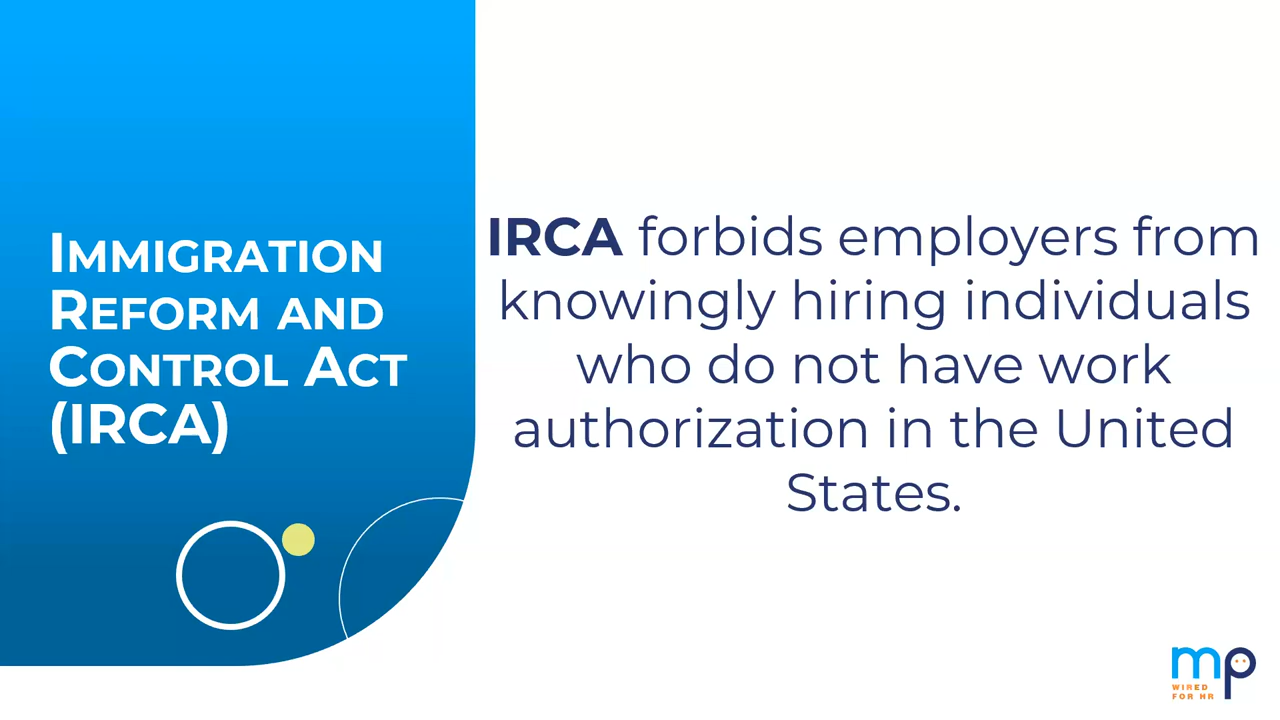 IMMIGRATION
REFORM AND
CONTROL ACT
(IRCA)
IRCA forbids employers from
knowingly hiring individuals
who do not have work
authorization in the United
States.
mp
WIRED
FOR HR